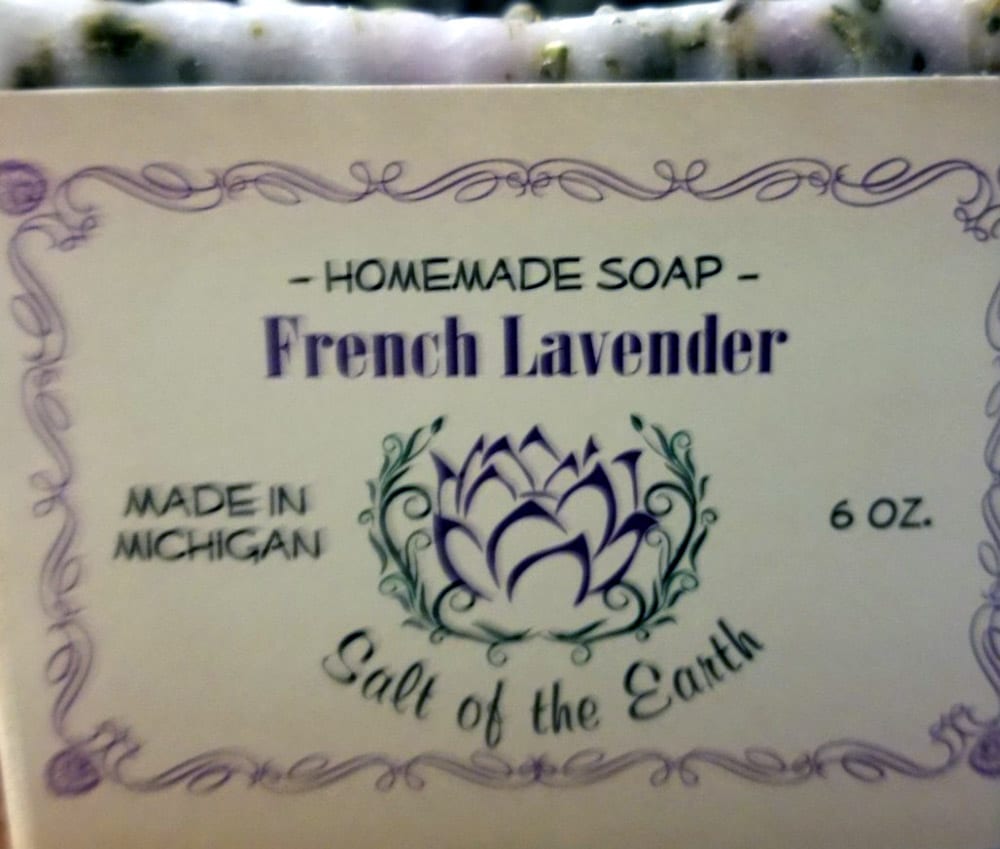 - HOMEMADE SOAP -
French Lavender
MADE IN
MICHIGAN
6 OZ.
Salt of the Earth